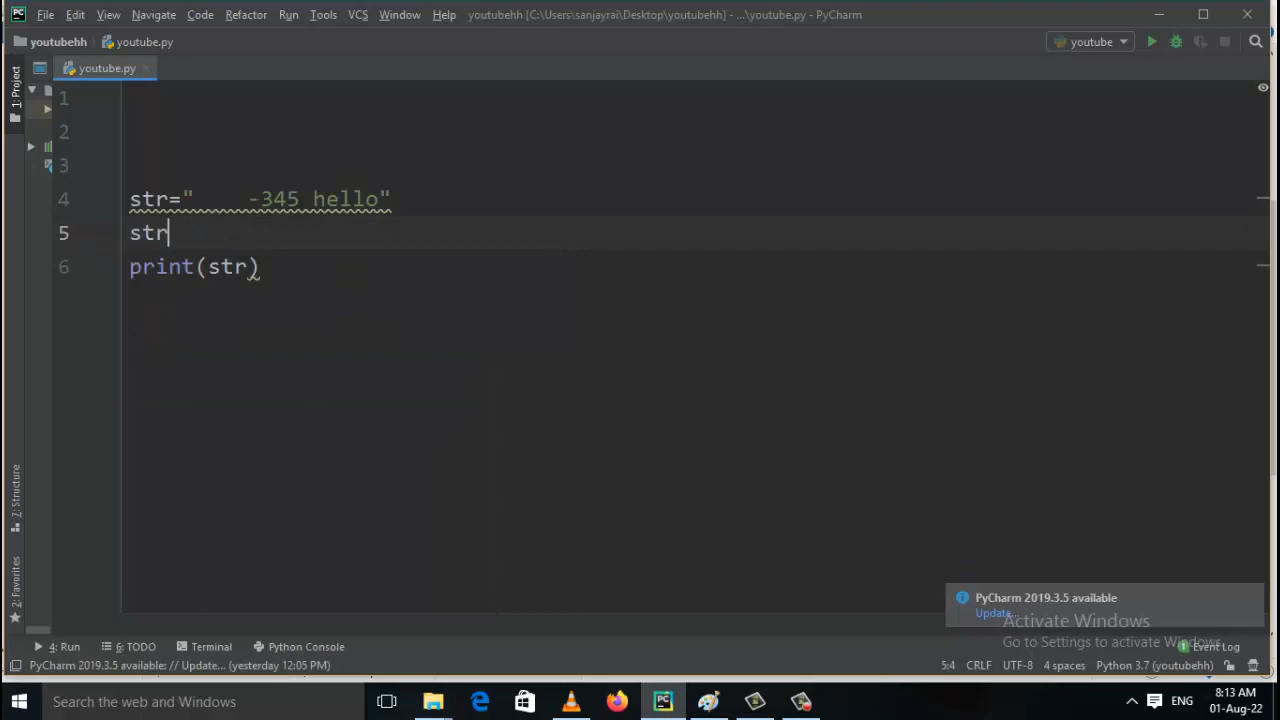 File Edit View Navigate Code Refactor Run Tools VCS Window Help youtubehh [C:\Users\sanjayrai\Desktop\youtubehh] - ...\youtube.py - PyCharm
youtubehh youtube.py youtube
1: Project youtube.py
1
2
3
4 str="    -345 hello"
5 str
6 print(str)
7: Structure
2: Favorites
PyCharm 2019.3.5 available
Update...
Activate Windows
Go to Settings to activate Windows.
4: Run 6: TODO Terminal Python Console 1 Event Log
PyCharm 2019.3.5 available: // Update... (yesterday 12:05 PM) 5:4 CRLF UTF-8 4 spaces Python 3.7 (youtubehh)
Search the web and Windows ENG 8:13 AM
01-Aug-22